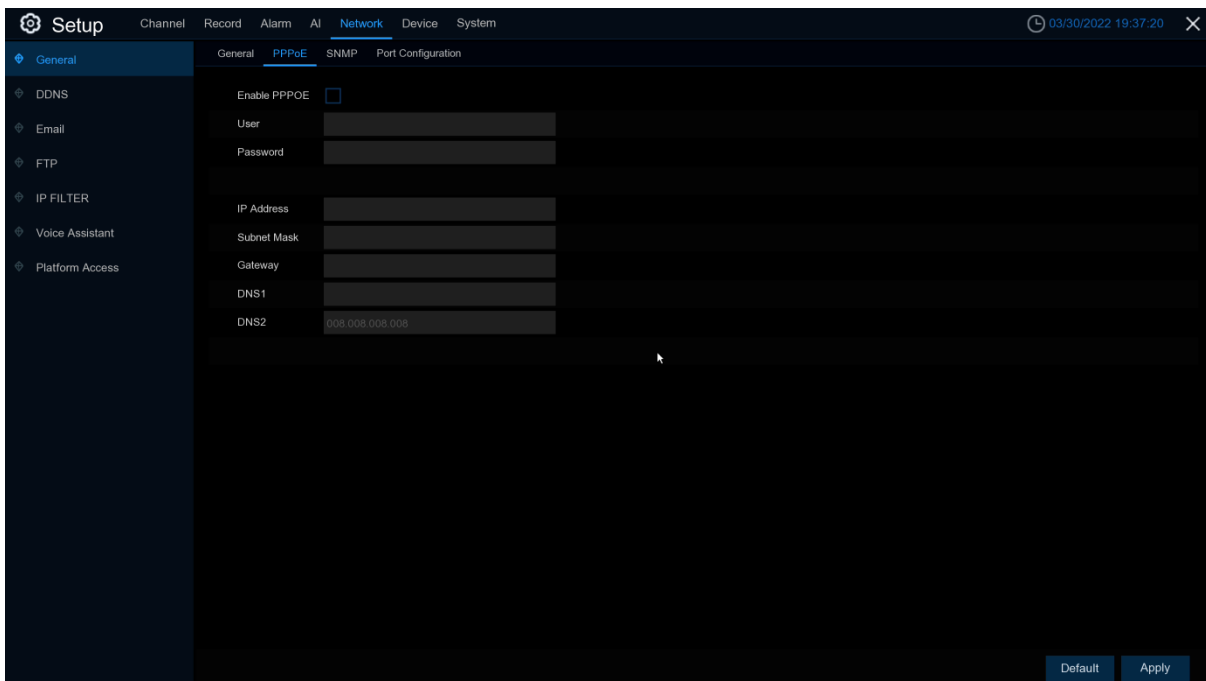 Setup Channel Record Alarm AI Network Device System 03/30/2022 19:37:20
General PPPoE SNMP Port Configuration
General
DDNS
Email
FTP
IP FILTER
Voice Assistant
Platform Access
Enable PPPOE
User
Password
IP Address
Subnet Mask
Gateway
DNS1
DNS2 008.008.008.008
Default Apply